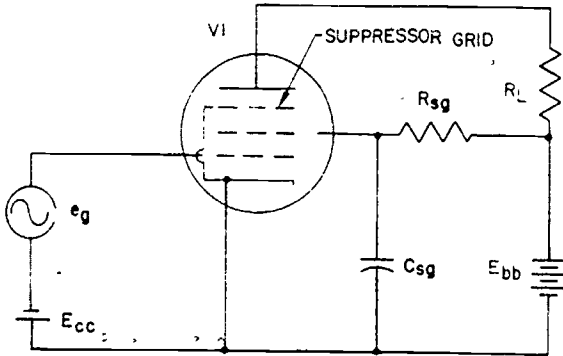 V1
SUPPRESSOR GRID
Rsg
RL
eg
Csg
Ebb
Ecc